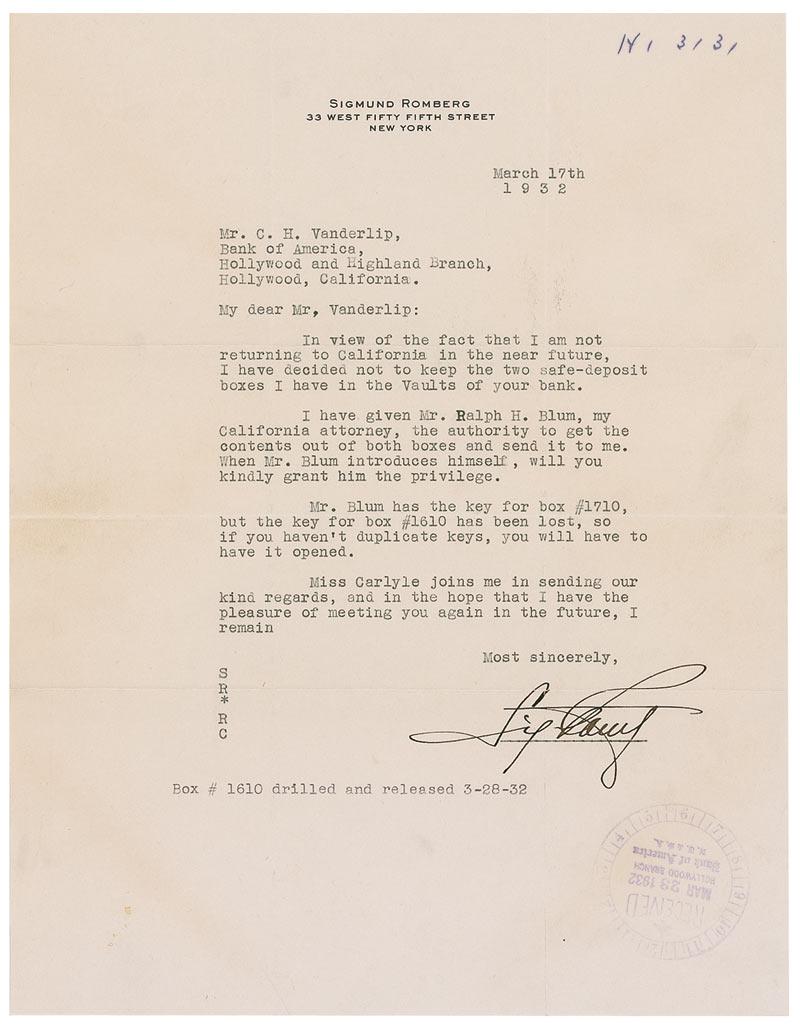 SIGMUND ROMBERG
33 WEST FIFTY FIFTH STREET
NEW YORK
March 17th
1 9 3 2
Mr. C. H. Vanderlip,
Bank of America,
Hollywood and Highland Branch,
Hollywood, California.
My dear Mr, Vanderlip:
In view of the fact that I am not
returning to California in the near future,
I have decided not to keep the two safe-deposit
boxes I have in the Vaults of your bank.
I have given Mr. Ralph H. Blum, my
California attorney, the authority to get the
contents out of both boxes and send it to me.
When Mr. Blum introduces himself, will you
kindly grant him the privilege.
Mr. Blum has the key for box #1710,
but the key for box #1610 has been lost, so
if you haven't duplicate keys, you will have to
have it opened.
Miss Carlyle joins me in sending our
kind regards, and in the hope that I have the
pleasure of meeting you again in the future, I
remain
Most sincerely,
S
R
*
R
C
Box # 1610 drilled and released 3-28-32
RECEIVED
MAR 28 1932
HOLLYWOOD BRANCH
Bank of America